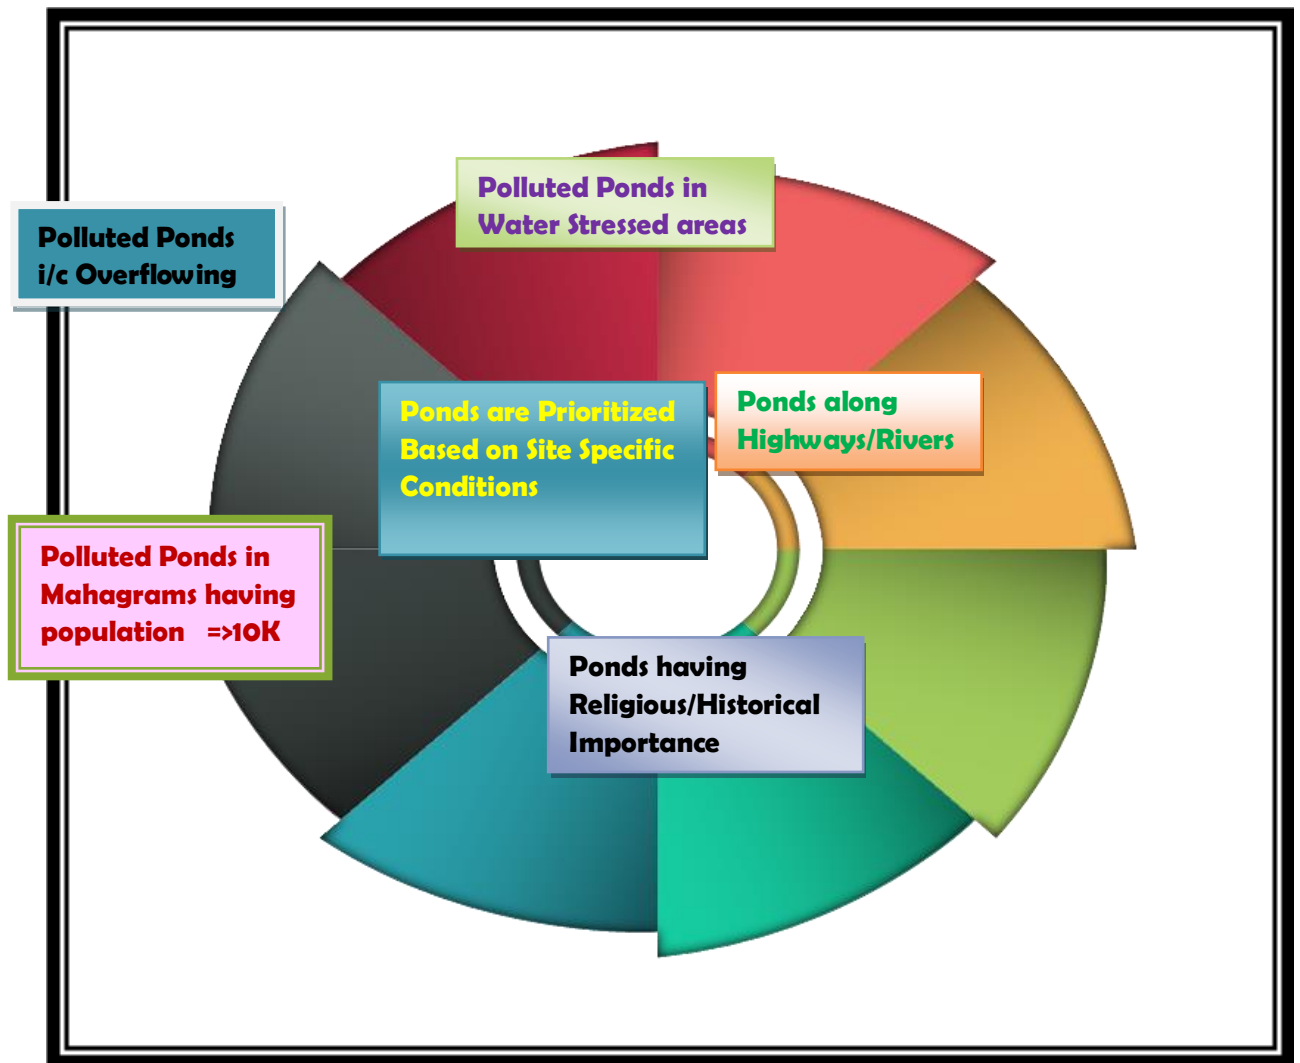 Polluted Ponds in
Water Stressed areas
Polluted Ponds
i/c Overflowing
Ponds are Prioritized
Based on Site Specific
Conditions
Ponds along
Highways/Rivers
Polluted Ponds in
Mahagrams having
population =>10K
Ponds having
Religious/Historical
Importance